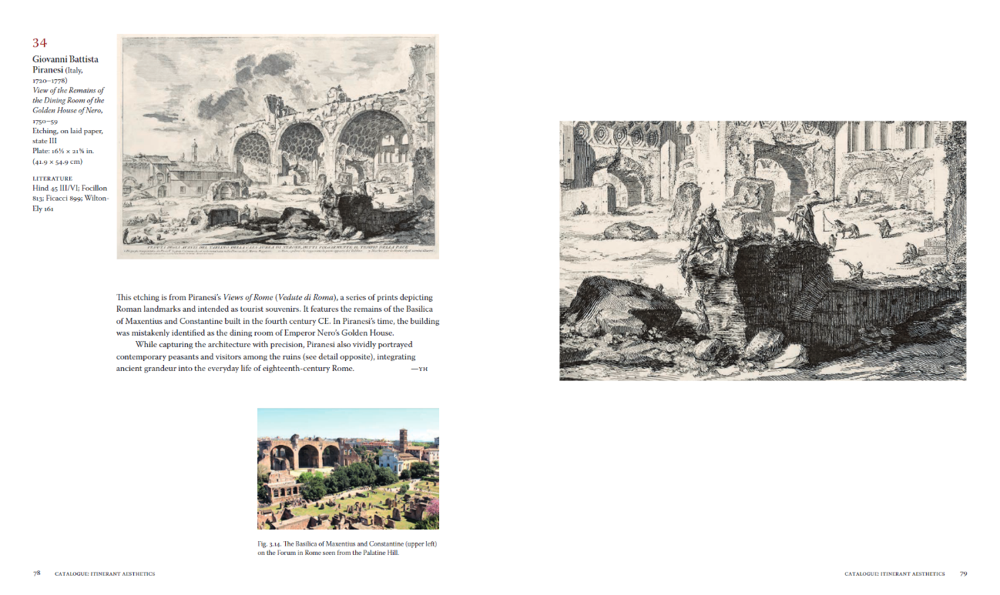 34
Giovanni Battista
Piranesi (Italy,
1720–1778)
View of the Remains of
the Dining Room of the
Golden House of Nero,
1750–59
Etching, on laid paper,
state III
Plate: 16½ × 21⅝ in.
(41.9 × 54.9 cm)
LITERATURE
Hind 45 III/VI; Focillon
813; Ficacci 899; Wilton-
Ely 161
VEDUTA DEGLI AVANZI DEL TABLINO DELLA CASA AUREA DI NERONE, DETTI VOLGARMENTE IL TEMPIO DELLA PACE
This etching is from Piranesi’s Views of Rome (Vedute di Roma), a series of prints depicting
Roman landmarks and intended as tourist souvenirs. It features the remains of the Basilica
of Maxentius and Constantine built in the fourth century CE. In Piranesi’s time, the building
was mistakenly identified as the dining room of Emperor Nero’s Golden House.
While capturing the architecture with precision, Piranesi also vividly portrayed
contemporary peasants and visitors among the ruins (see detail opposite), integrating
ancient grandeur into the everyday life of eighteenth-century Rome. —YH
Fig. 3.14. The Basilica of Maxentius and Constantine (upper left)
on the Forum in Rome seen from the Palatine Hill.
78 CATALOGUE: ITINERANT AESTHETICS
CATALOGUE: ITINERANT AESTHETICS 79